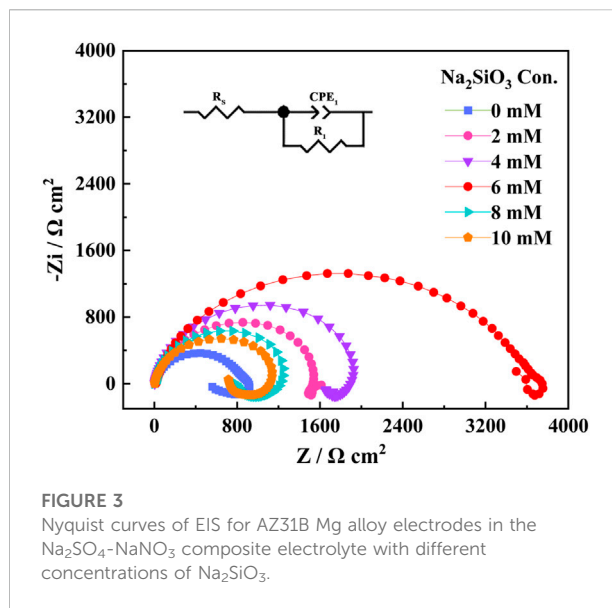 4000
3200
2400
1600
800
0
-Zi / Ω cm²
Rₛ
CPE₁
R₁
Na₂SiO₃ Con.
0 mM
2 mM
4 mM
6 mM
8 mM
10 mM
0 800 1600 2400 3200 4000
Z / Ω cm²
FIGURE 3
Nyquist curves of EIS for AZ31B Mg alloy electrodes in the
Na₂SO₄-NaNO₃ composite electrolyte with different
concentrations of Na₂SiO₃.